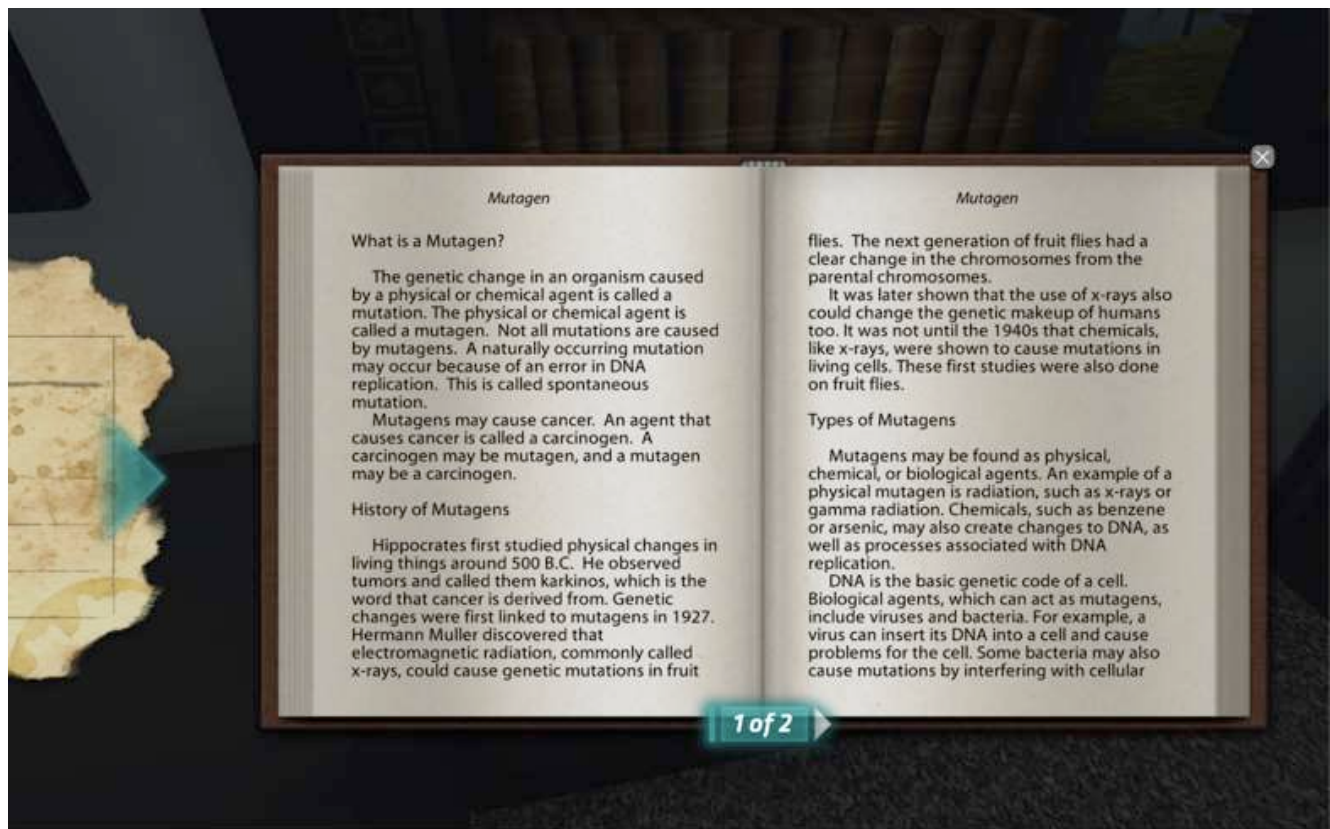 Mutagen
What is a Mutagen?
The genetic change in an organism caused
by a physical or chemical agent is called a
mutation. The physical or chemical agent is
called a mutagen.  Not all mutations are caused
by mutagens.  A naturally occurring mutation
may occur because of an error in DNA
replication.  This is called spontaneous
mutation.
Mutagens may cause cancer.  An agent that
causes cancer is called a carcinogen.  A
carcinogen may be mutagen, and a mutagen
may be a carcinogen.
History of Mutagens
Hippocrates first studied physical changes in
living things around 500 B.C.  He observed
tumors and called them karkinos, which is the
word that cancer is derived from. Genetic
changes were first linked to mutagens in 1927.
Hermann Muller discovered that
electromagnetic radiation, commonly called
x-rays, could cause genetic mutations in fruit
Mutagen
flies.  The next generation of fruit flies had a
clear change in the chromosomes from the
parental chromosomes.
It was later shown that the use of x-rays also
could change the genetic makeup of humans
too. It was not until the 1940s that chemicals,
like x-rays, were shown to cause mutations in
living cells. These first studies were also done
on fruit flies.
Types of Mutagens
Mutagens may be found as physical,
chemical, or biological agents. An example of a
physical mutagen is radiation, such as x-rays or
gamma radiation. Chemicals, such as benzene
or arsenic, may also create changes to DNA, as
well as processes associated with DNA
replication.
DNA is the basic genetic code of a cell.
Biological agents, which can act as mutagens,
include viruses and bacteria. For example, a
virus can insert its DNA into a cell and cause
problems for the cell. Some bacteria may also
cause mutations by interfering with cellular
1 of 2